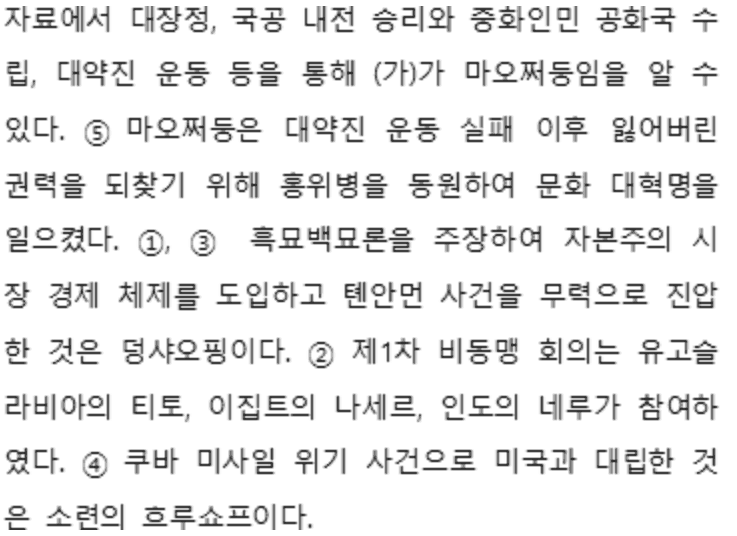 자료에서 대장정, 국공 내전 승리와 중화인민 공화국 수
립, 대약진 운동 등을 통해 (가)가 마오쩌둥임을 알 수
있다. ⑤ 마오쩌둥은 대약진 운동 실패 이후 잃어버린
권력을 되찾기 위해 홍위병을 동원하여 문화 대혁명을
일으켰다. ①, ③ 흑묘백묘론을 주장하여 자본주의 시
장 경제 체제를 도입하고 톈안먼 사건을 무력으로 진압
한 것은 덩샤오핑이다. ② 제1차 비동맹 회의는 유고슬
라비아의 티토, 이집트의 나세르, 인도의 네루가 참여하
였다. ④ 쿠바 미사일 위기 사건으로 미국과 대립한 것
은 소련의 흐루쇼프이다.